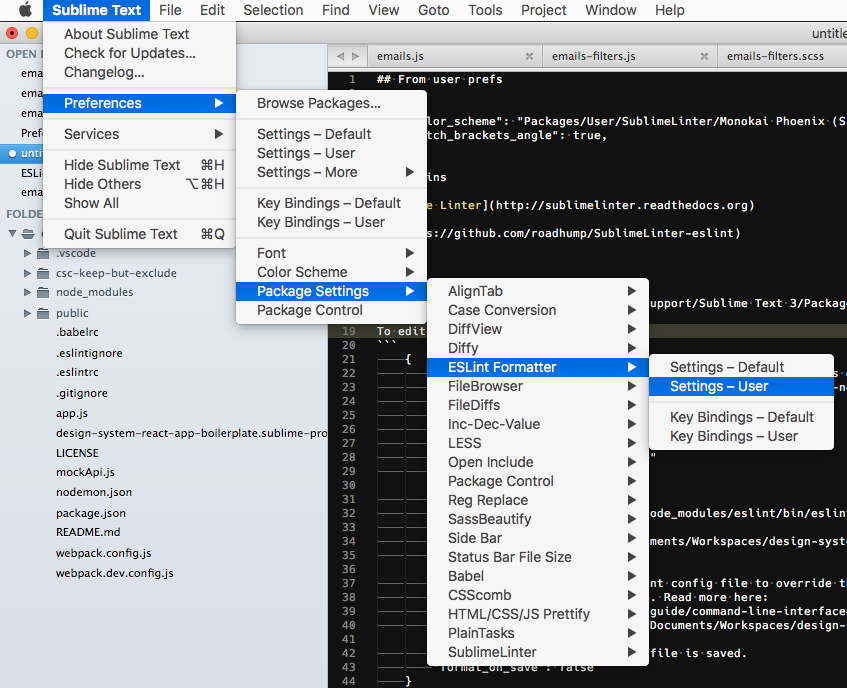 Sublime Text File Edit Selection Find View Goto Tools Project Window Help
untitle
About Sublime Text
Check for Updates...
Changelog...
Preferences
Services
Hide Sublime Text ⌘H
Hide Others ⌥⌘H
Show All
Quit Sublime Text ⌘Q
Browse Packages...
Settings – Default
Settings – User
Settings – More
Key Bindings – Default
Key Bindings – User
Font
Color Scheme
Package Settings
Package Control
AlignTab
Case Conversion
DiffView
Diffy
ESLint Formatter
FileBrowser
FileDiffs
Inc-Dec-Value
LESS
Open Include
Package Control
Reg Replace
SassBeautify
Side Bar
Status Bar File Size
Babel
CSScomb
HTML/CSS/JS Prettify
PlainTasks
SublimeLinter
Settings – Default
Settings – User
Key Bindings – Default
Key Bindings – User
OPEN
ema
ema
ema
Pref
unti
ESLi
ema
FOLDE
.vscode
csc-keep-but-exclude
node_modules
public
.babelrc
.eslintignore
.eslintrc
.gitignore
app.js
design-system-react-app-boilerplate.sublime-pro
LICENSE
mockApi.js
nodemon.json
package.json
README.md
webpack.config.js
webpack.dev.config.js
emails.js
emails-filters.js
emails-filters.scss
1 ## From user prefs
lor_scheme": "Packages/User/SublimeLinter/Monokai Phoenix (S
tch_brackets_angle": true,
ins
e Linter](http://sublimelinter.readthedocs.org)
s://github.com/roadhump/SublimeLinter-eslint)
upport/Sublime Text 3/Packag
19 To edit
20 ```
21 {
22
23
24
25
26
27
28 "
29
30
31
32 ode_modules/eslint/bin/eslint
33
34 ments/Workspaces/design-syste
35
36
37 nt config file to override th
38 . Read more here:
39 guide/command-line-interface
40 Documents/Workspaces/design-
41
42 file is saved.
43 "format_on_save": false
44 }